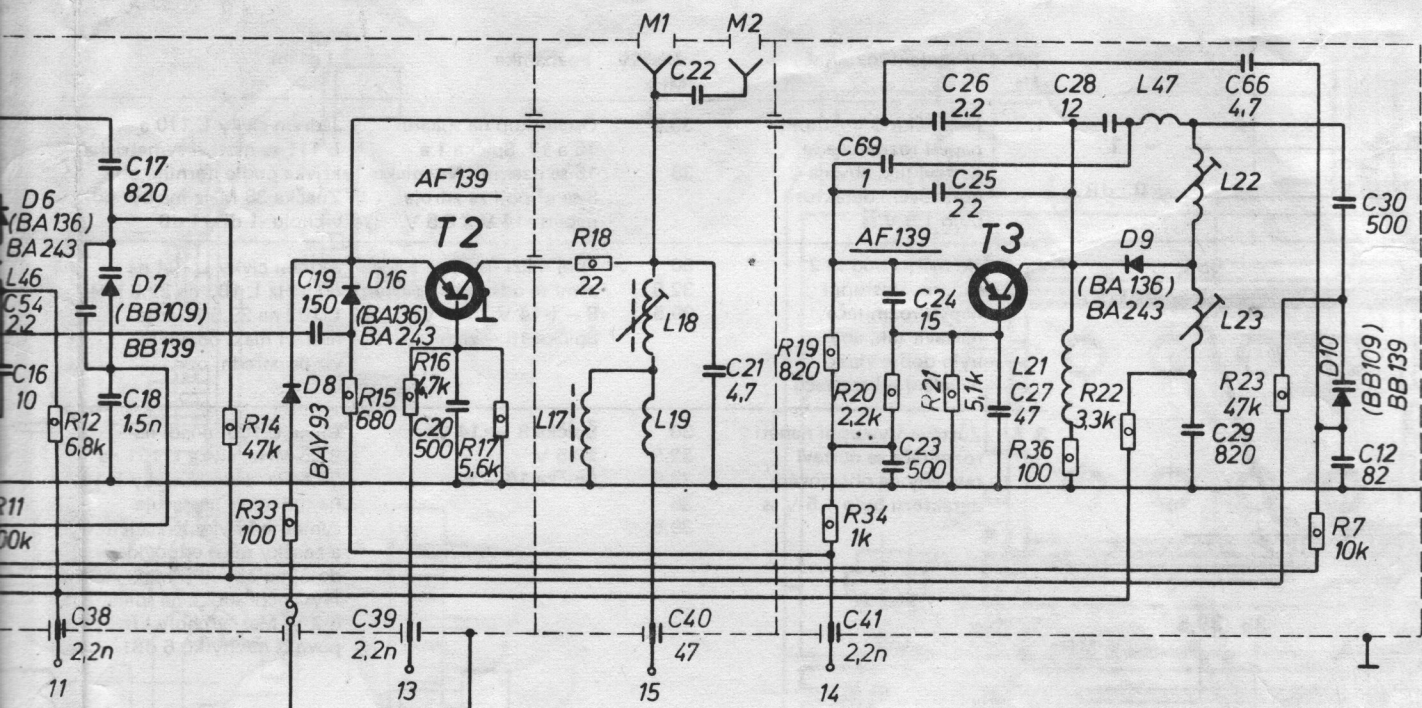 M1
M2
C22
C26
2,2
C28
12
L47
C66
4,7
C17
820
C69
1
C25
22
L22
C30
500
D6
(BA136)
BA243
AF139
T2
R18
22
AF139
T3
D9
(BA136)
BA243
L46
C54
2,2
D7
(BB109)
BB139
C19
150
D16
(BA136)
BA243
L18
C24
15
L23
C16
10
C18
1,5n
R12
6,8k
R14
47k
D8
BAY93
R15
680
R16
4,7k
C20
500
R17
5,6k
L17
L19
C21
4,7
R19
820
R20
2,2k
R21
5,1k
L21
C27
47
R22
3,3k
R36
100
C23
500
C29
820
R23
47k
D10
(BB109)
BB139
C12
82
R11
00k
R33
100
R34
1k
R7
10k
C38
2,2n
C39
2,2n
C40
47
C41
2,2n
11
13
15
14